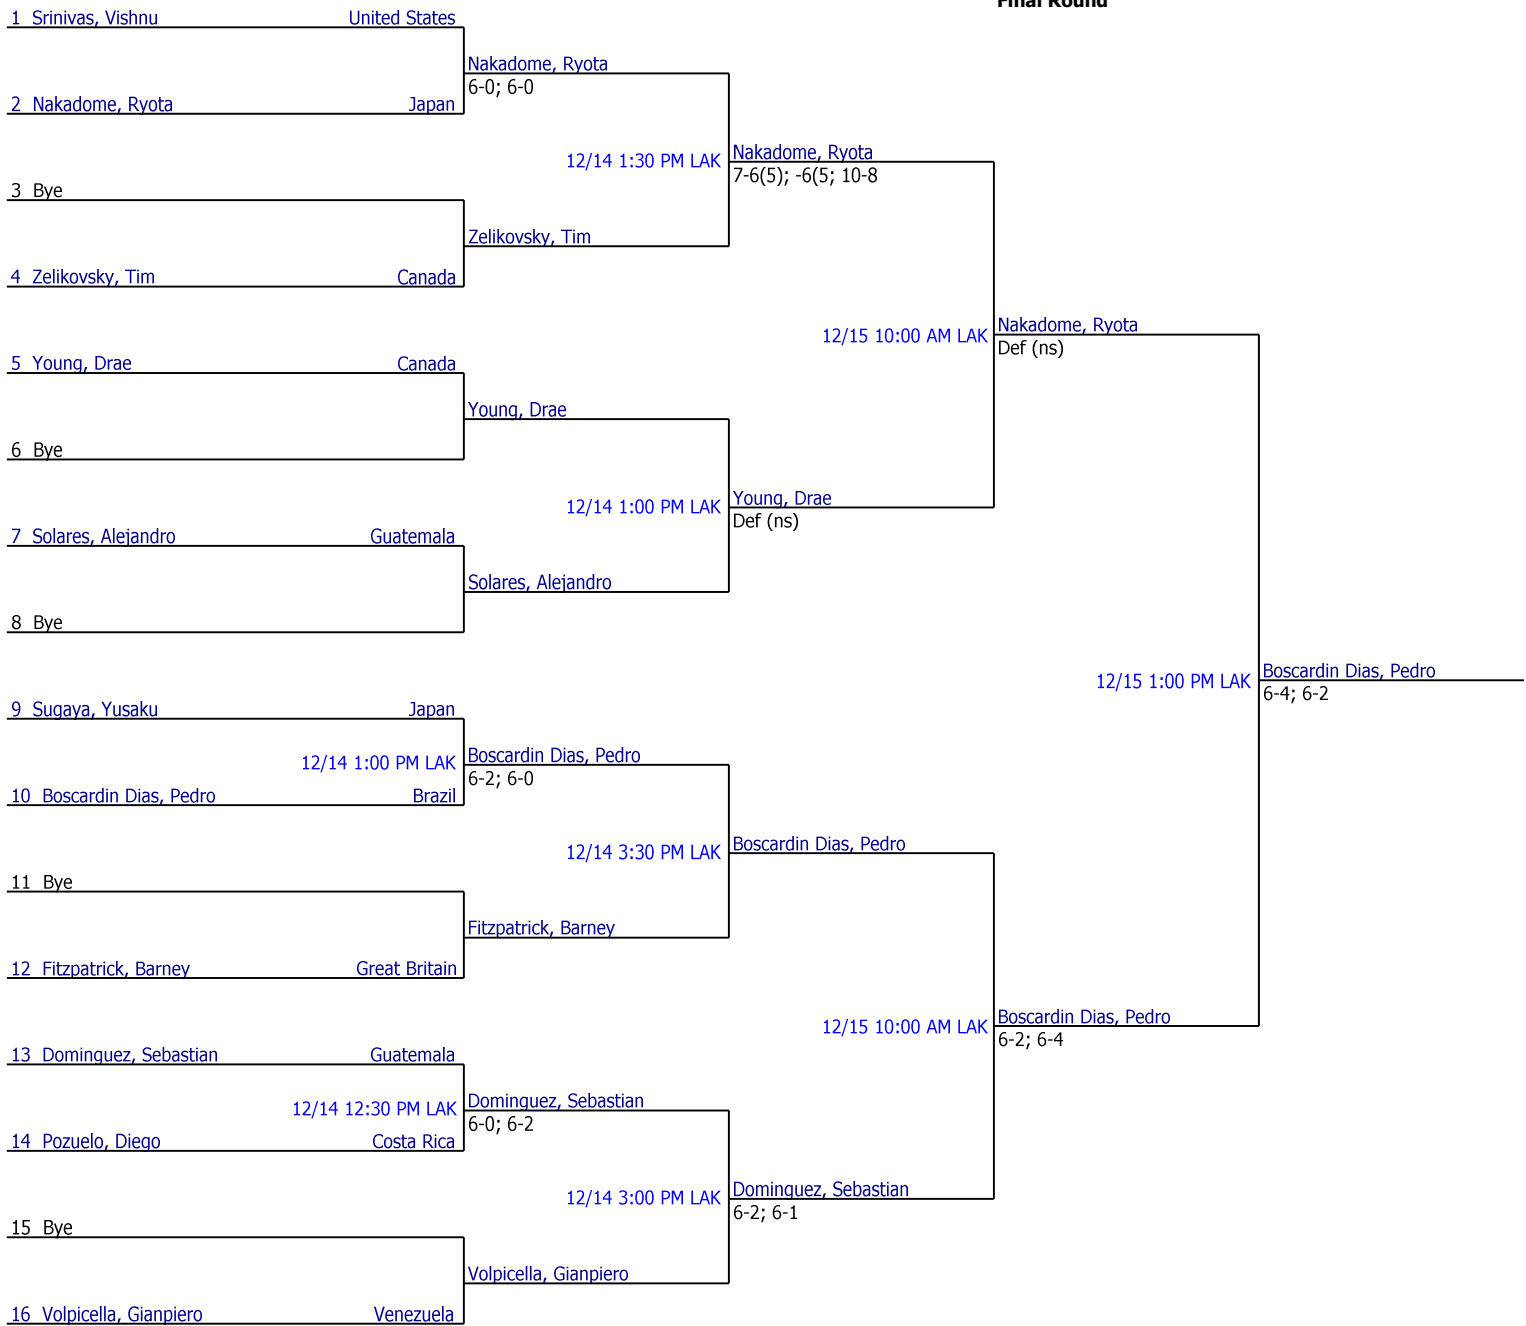 Final Round
1 Srinivas, Vishnu United States
Nakadome, Ryota
6-0; 6-0
2 Nakadome, Ryota Japan
12/14 1:30 PM LAK Nakadome, Ryota
7-6(5); -6(5; 10-8
3 Bye
Zelikovsky, Tim
4 Zelikovsky, Tim Canada
12/15 10:00 AM LAK Nakadome, Ryota
Def (ns)
5 Young, Drae Canada
Young, Drae
6 Bye
12/14 1:00 PM LAK Young, Drae
Def (ns)
7 Solares, Alejandro Guatemala
Solares, Alejandro
8 Bye
12/15 1:00 PM LAK Boscardin Dias, Pedro
6-4; 6-2
9 Sugaya, Yusaku Japan
12/14 1:00 PM LAK Boscardin Dias, Pedro
6-2; 6-0
10 Boscardin Dias, Pedro Brazil
12/14 3:30 PM LAK Boscardin Dias, Pedro
11 Bye
Fitzpatrick, Barney
12 Fitzpatrick, Barney Great Britain
12/15 10:00 AM LAK Boscardin Dias, Pedro
6-2; 6-4
13 Dominguez, Sebastian Guatemala
12/14 12:30 PM LAK Dominguez, Sebastian
6-0; 6-2
14 Pozuelo, Diego Costa Rica
12/14 3:00 PM LAK Dominguez, Sebastian
6-2; 6-1
15 Bye
Volpicella, Gianpiero
16 Volpicella, Gianpiero Venezuela